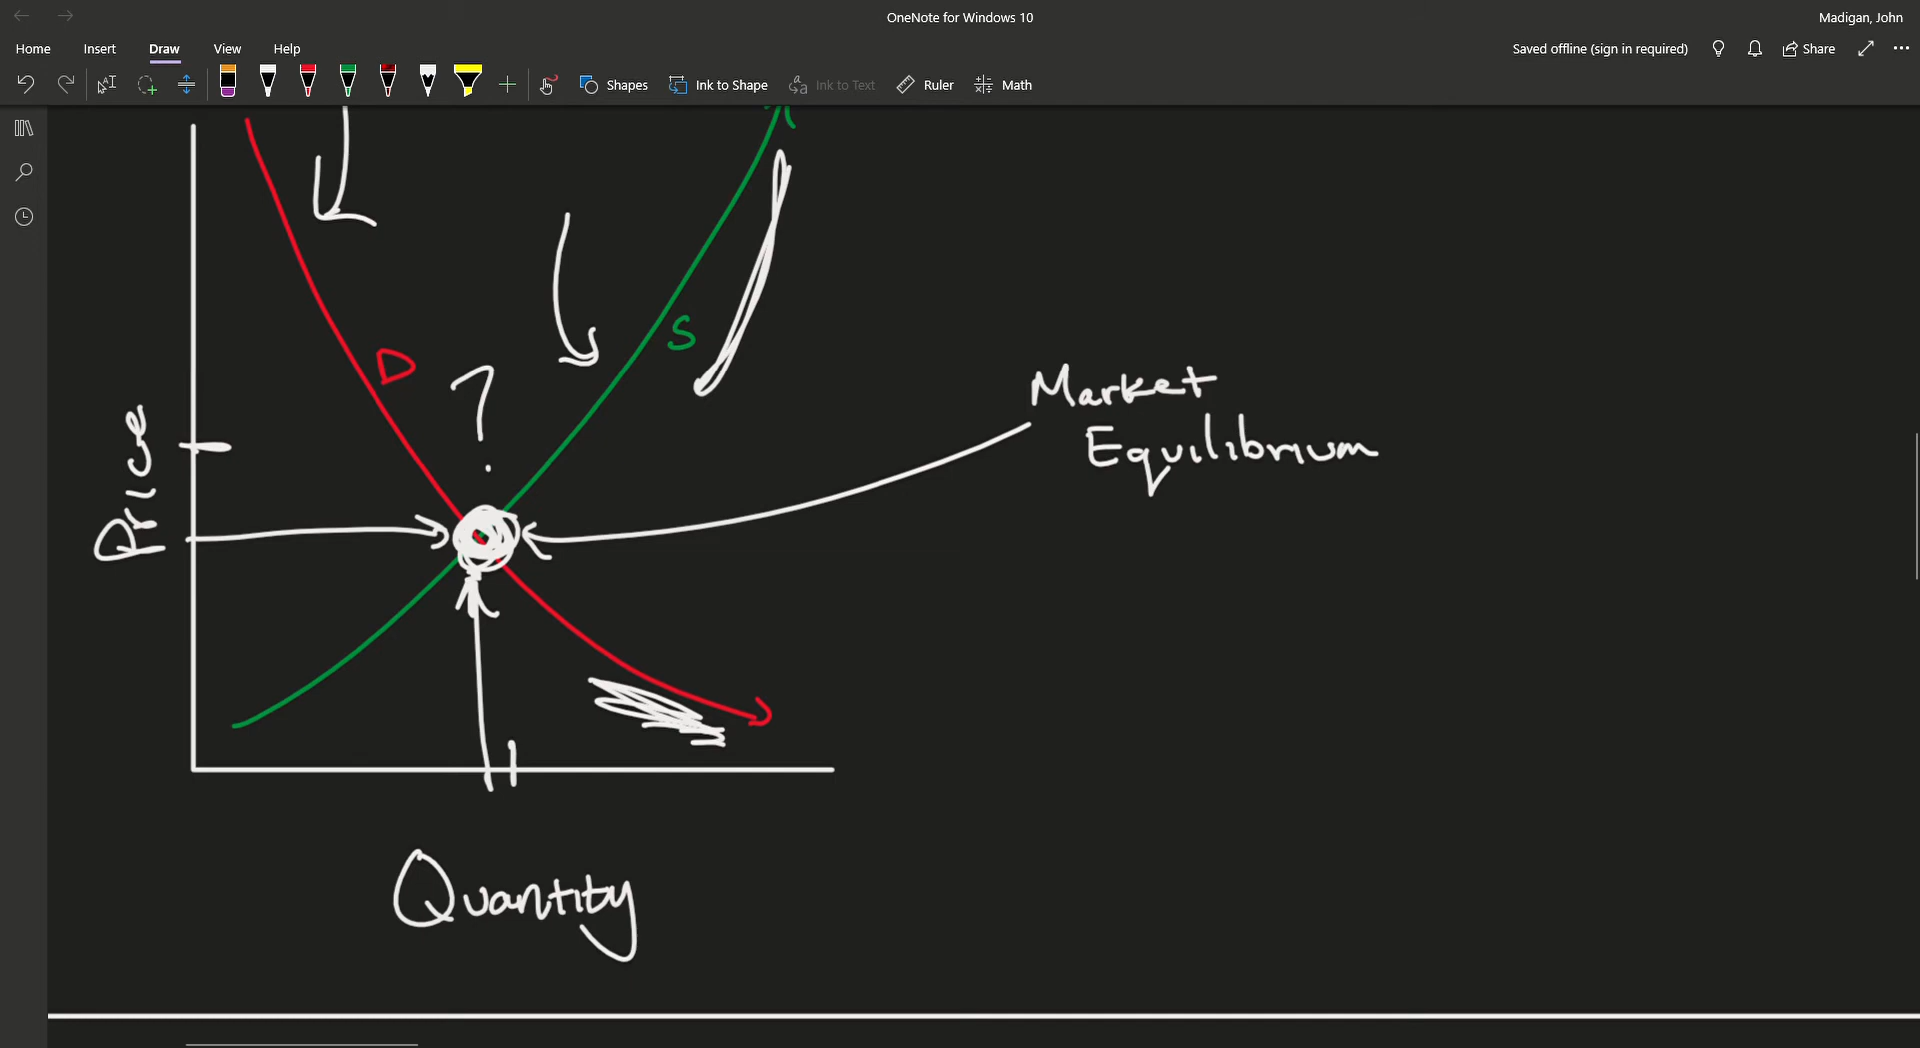 OneNote for Windows 10
Madigan, John
Home Insert Draw View Help
Saved offline (sign in required) Share
Shapes Ink to Shape Ink to Text Ruler Math
D
S
?
Market
Equilibrium
Price
Quantity